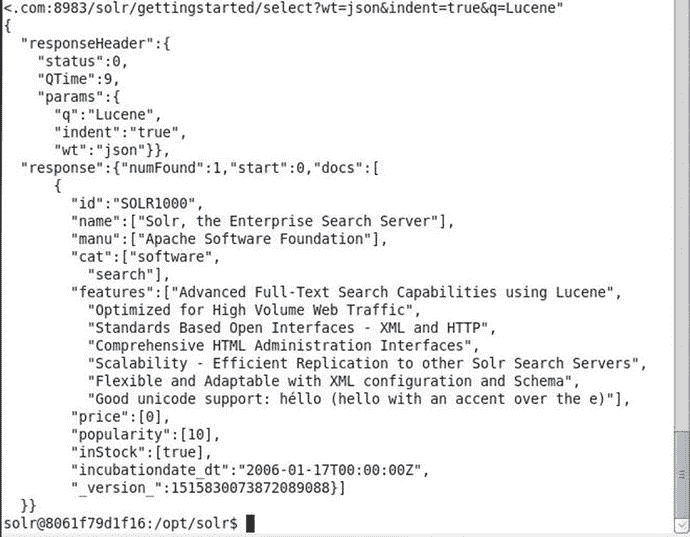 <.com:8983/solr/gettingstarted/select?wt=json&indent=true&q=Lucene"
{
  "responseHeader":{
    "status":0,
    "QTime":9,
    "params":{
      "q":"Lucene",
      "indent":"true",
      "wt":"json"}},
  "response":{"numFound":1,"start":0,"docs":[
      {
        "id":"SOLR1000",
        "name":["Solr, the Enterprise Search Server"],
        "manu":["Apache Software Foundation"],
        "cat":["software",
          "search"],
        "features":["Advanced Full-Text Search Capabilities using Lucene",
          "Optimized for High Volume Web Traffic",
          "Standards Based Open Interfaces - XML and HTTP",
          "Comprehensive HTML Administration Interfaces",
          "Scalability - Efficient Replication to other Solr Search Servers",
          "Flexible and Adaptable with XML configuration and Schema",
          "Good unicode support: héllo (hello with an accent over the e)"],
        "price":[0],
        "popularity":[10],
        "inStock":[true],
        "incubationdate_dt":"2006-01-17T00:00:00Z",
        "_version_":1515830073872089088}]
  }}
solr@8061f79d1f16:/opt/solr$